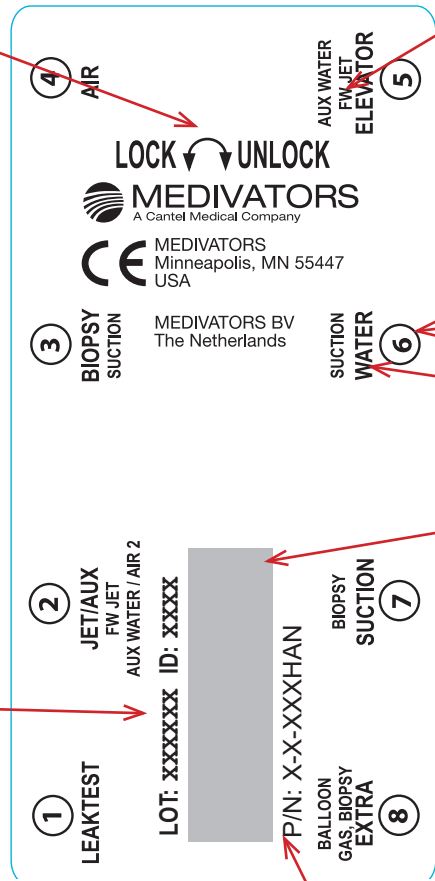 4
AIR
AUX WATER
FW JET
ELEVATOR
5
LOCK UNLOCK
MEDIVATORS
A Cantel Medical Company
CE MEDIVATORS
Minneapolis, MN 55447
USA
MEDIVATORS BV
The Netherlands
3
BIOPSY
SUCTION
SUCTION
WATER
6
2
JET/AUX
FW JET
AUX WATER / AIR 2
BIOPSY
SUCTION
7
LOT: XXXXXXX ID: XXXX
P/N: X-X-XXXHAN
1
LEAKTEST
BALLOON
GAS, BIOPSY
EXTRA
8